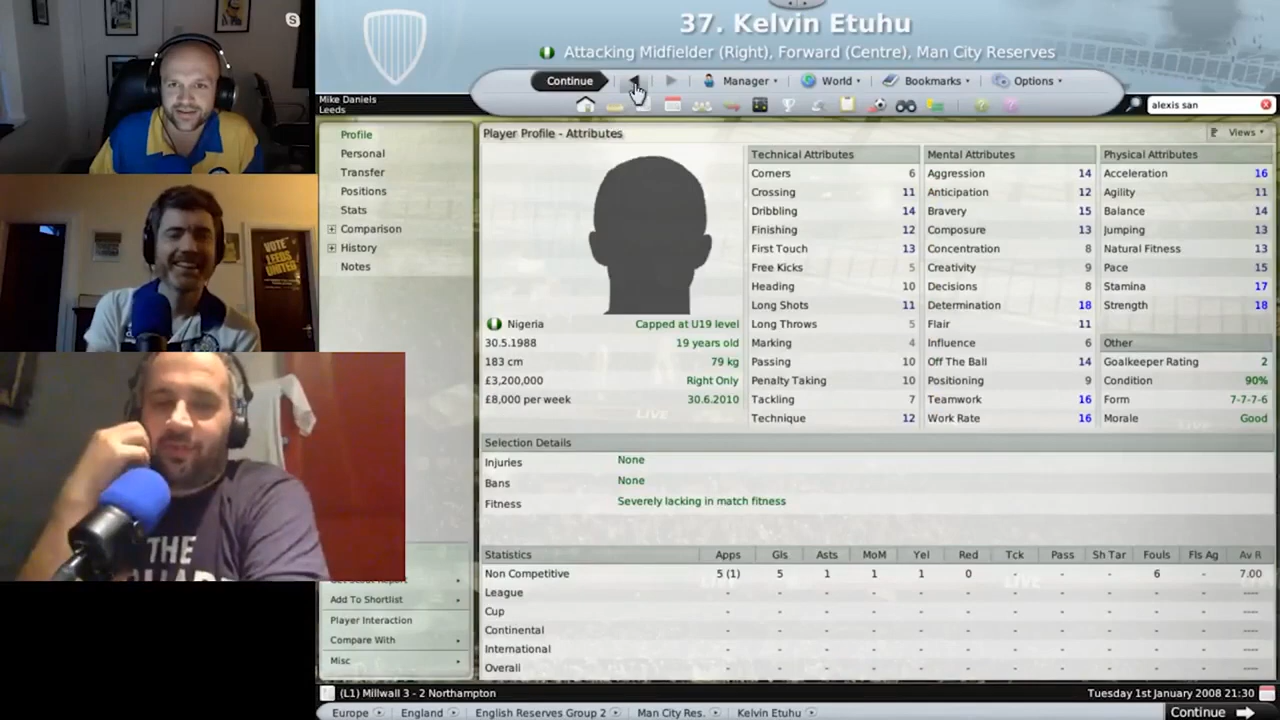 37. Kelvin Etuhu
Attacking Midfielder (Right), Forward (Centre), Man City Reserves
Continue Manager World Bookmarks Options
Mike Daniels
Leeds
alexis san
Profile
Personal
Transfer
Positions
Stats
Comparison
History
Notes
Add To Shortlist
Player Interaction
Compare With
Misc
Player Profile - Attributes
Views
Nigeria Capped at U19 level
30.5.1988 19 years old
183 cm 79 kg
£3,200,000 Right Only
£8,000 per week 30.6.2010
Technical Attributes
Corners 6
Crossing 11
Dribbling 14
Finishing 12
First Touch 13
Free Kicks 5
Heading 10
Long Shots 11
Long Throws 5
Marking 4
Passing 10
Penalty Taking 10
Tackling 7
Technique 12
Mental Attributes
Aggression 14
Anticipation 12
Bravery 15
Composure 13
Concentration 8
Creativity 9
Decisions 8
Determination 18
Flair 11
Influence 6
Off The Ball 14
Positioning 9
Teamwork 16
Work Rate 16
Physical Attributes
Acceleration 16
Agility 11
Balance 14
Jumping 13
Natural Fitness 13
Pace 15
Stamina 17
Strength 18
Other
Goalkeeper Rating 2
Condition 90%
Form 7-7-7-6
Morale Good
Selection Details
Injuries None
Bans None
Fitness Severely lacking in match fitness
Statistics Apps Gls Asts MoM Yel Red Tck Pass Sh Tar Fouls Fls Ag Av R
Non Competitive 5 (1) 5 1 1 1 0 - - - 6 - 7.00
League - - - - - - - - - - - ----
Cup - - - - - - - - - - - ----
Continental - - - - - - - - - - - ----
International - - - - - - - - - - - ----
Overall - - - - - - - - - - - ----
(L1) Millwall 3 - 2 Northampton
Tuesday 1st January 2008 21:30
Europe England English Reserves Group 2 Man City Res. Kelvin Etuhu
Continue
VOTE
LEEDS
UNITED
THE